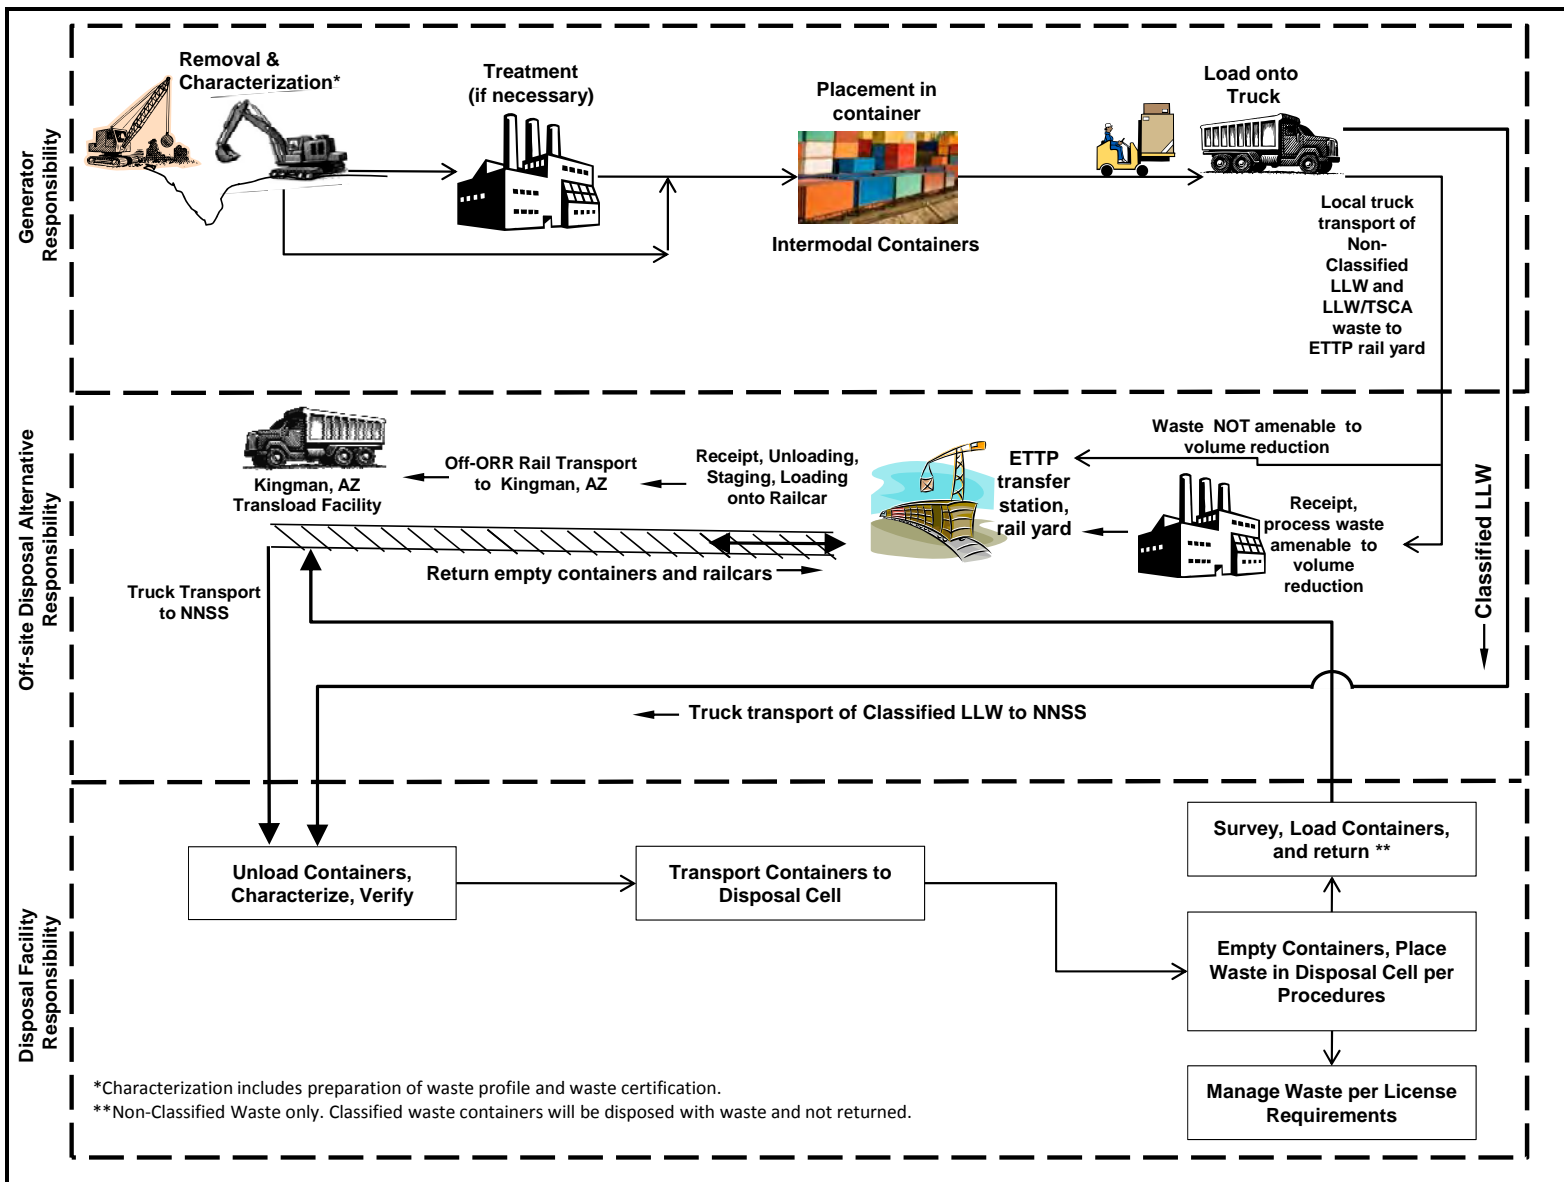 Generator
Responsibility
Removal &
Characterization*
Treatment
(if necessary)
Placement in
container
Intermodal Containers
Load onto
Truck
Local truck
transport of
Non-
Classified
LLW and
LLW/TSCA
waste to
ETTP rail yard
Off-site Disposal Alternative
Responsibility
Kingman, AZ
Transload Facility
Off-ORR Rail Transport
to Kingman, AZ
Receipt, Unloading,
Staging, Loading
onto Railcar
ETTP
transfer
station,
rail yard
Waste NOT amenable to
volume reduction
Receipt,
process waste
amenable to
volume
reduction
Classified LLW
Return empty containers and railcars
Truck Transport
to NNSS
Truck transport of Classified LLW to NNSS
Disposal Facility
Responsibility
Unload Containers,
Characterize, Verify
Transport Containers to
Disposal Cell
Survey, Load Containers,
and return **
Empty Containers, Place
Waste in Disposal Cell per
Procedures
Manage Waste per License
Requirements
*Characterization includes preparation of waste profile and waste certification.
**Non-Classified Waste only. Classified waste containers will be disposed with waste and not returned.